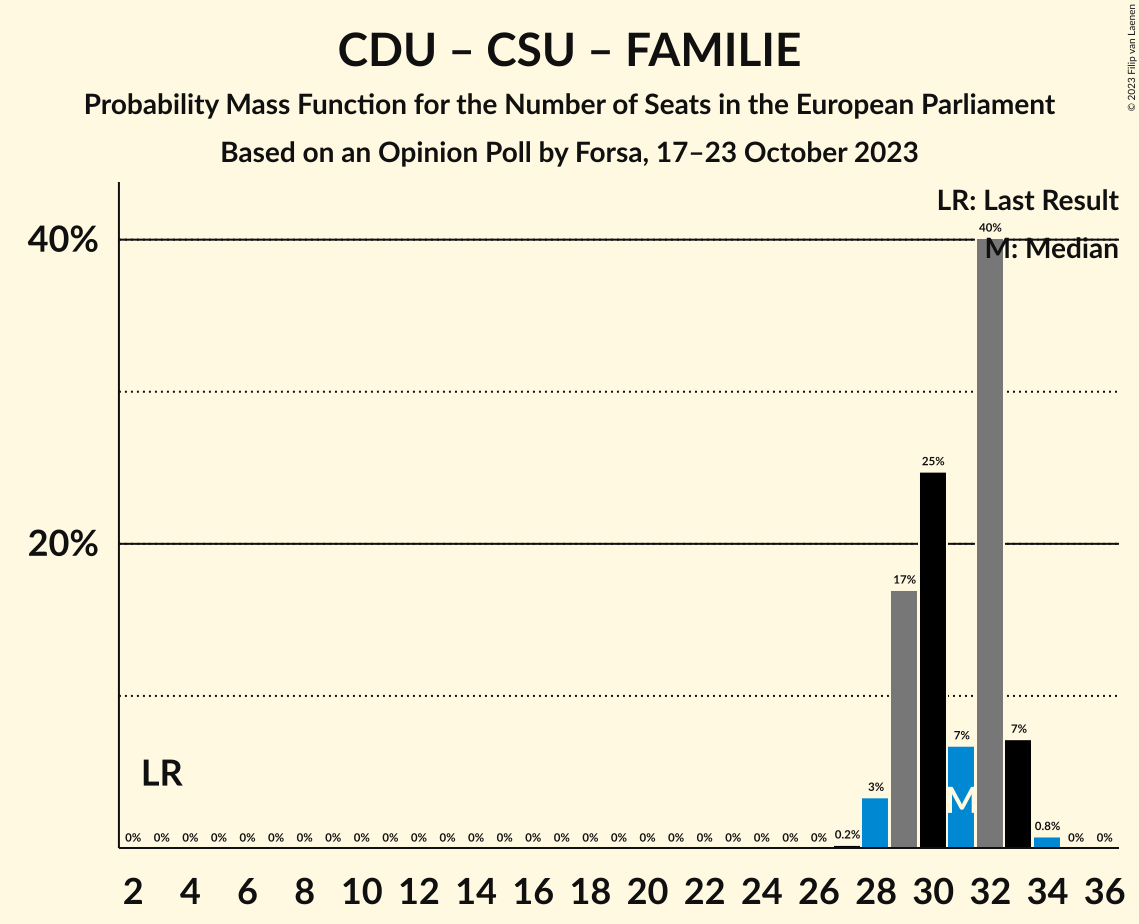 CDU – CSU – FAMILIE
Probability Mass Function for the Number of Seats in the European Parliament
Based on an Opinion Poll by Forsa, 17–23 October 2023
© 2023 Filip van Laenen
LR: Last Result
M: Median
40%
20%
40%
25%
17%
7%
7%
3%
0.8%
0.2%
LR
M
0% 0% 0% 0% 0% 0% 0% 0% 0% 0% 0% 0% 0% 0% 0% 0% 0% 0% 0% 0% 0% 0% 0% 0% 0% 0% 0%
2 4 6 8 10 12 14 16 18 20 22 24 26 28 30 32 34 36